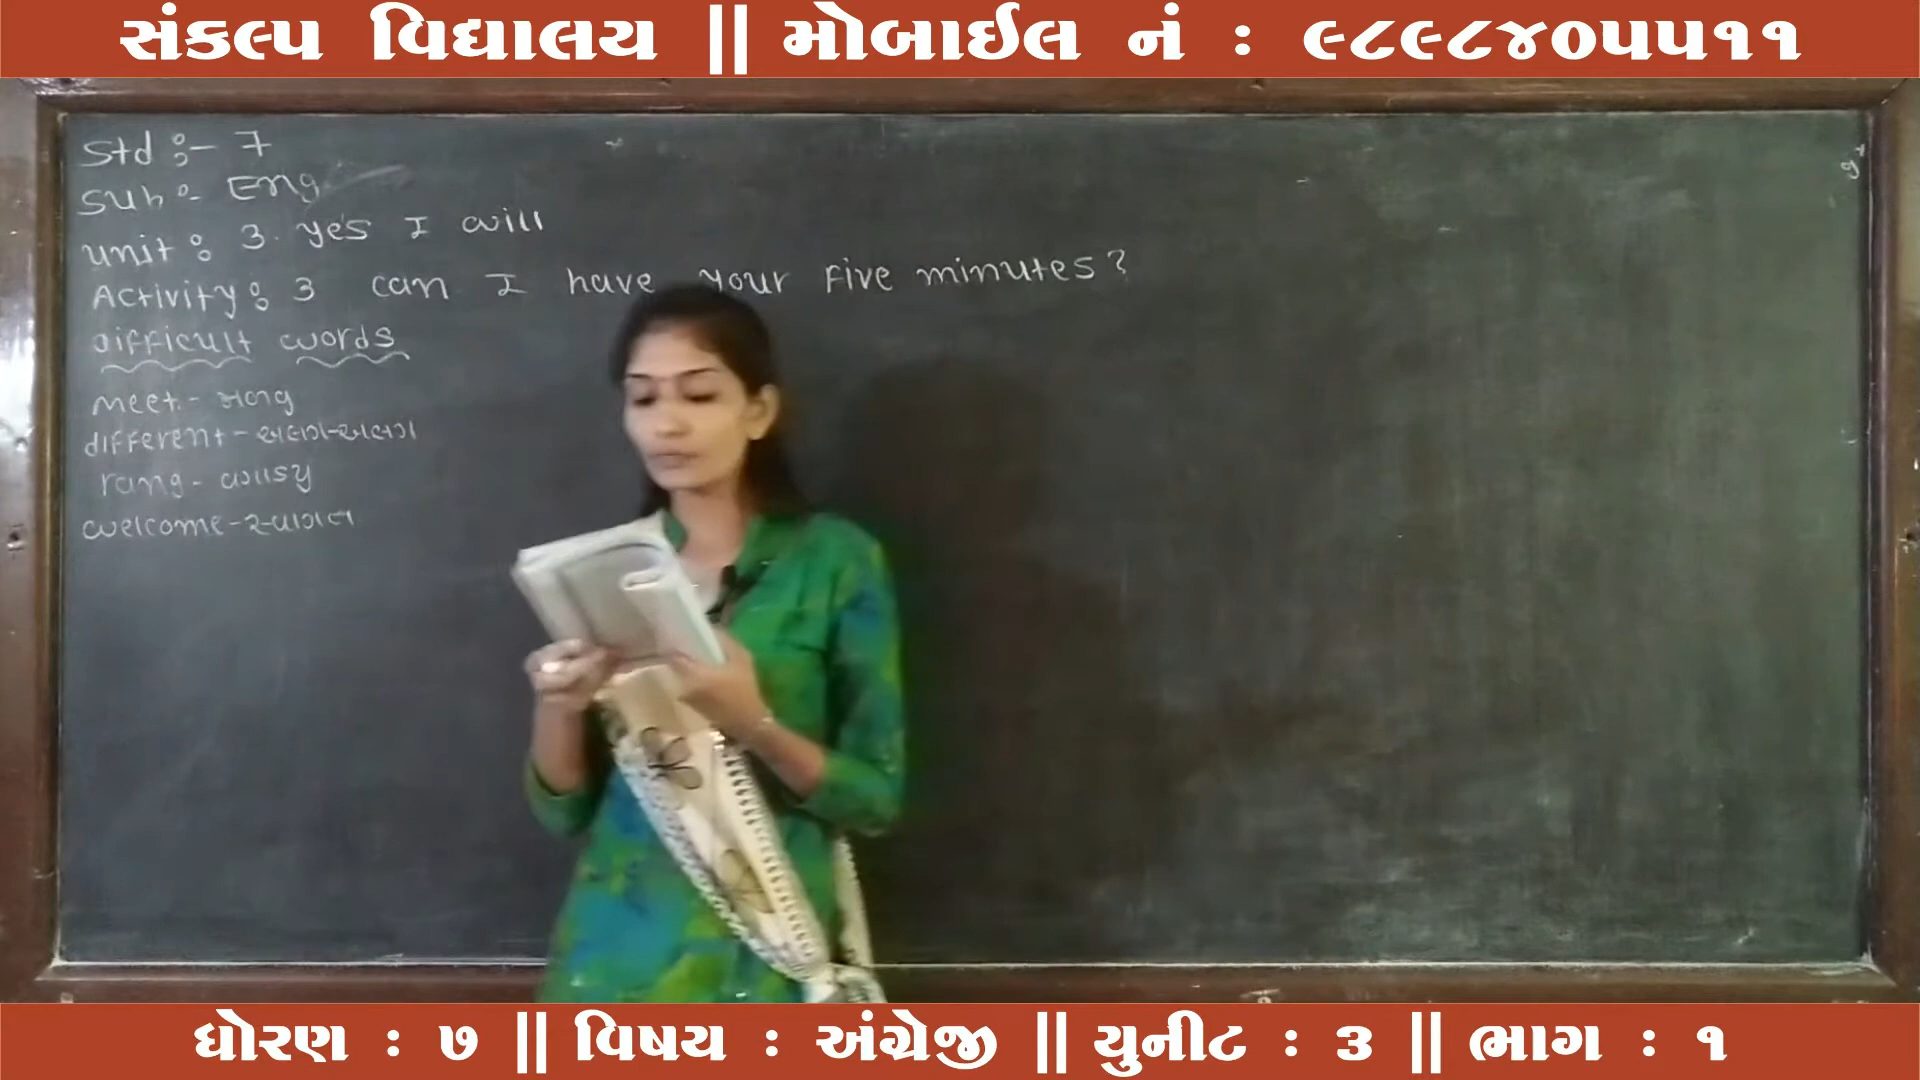 સંકલ્પ વિદ્યાલય || મોબાઈલ નં : ૯૮૯૮૪૦૫૫૧૧
Std :- 7
Sub :- Eng
unit : 3. yes I will
Activity : 3 can I have your five minutes?
difficult words
meet - મળવુ
different - અલગ-અલગ
rang - વગાડયુ
welcome - સ્વાગત
ધોરણ : ૭ || વિષય : અંગ્રેજી || યુનીટ : ૩ || ભાગ : ૧